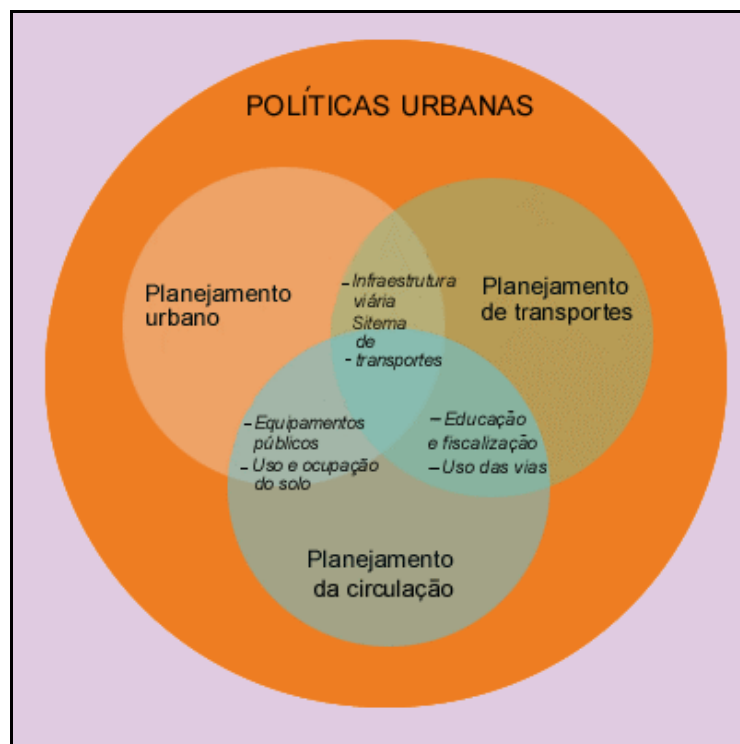 POLÍTICAS URBANAS
Planejamento
urbano
– Infraestrutura
viária
Sitema
de
- transportes
Planejamento
de transportes
– Equipamentos
públicos
– Uso e ocupação
do solo
– Educação
e fiscalização
– Uso das vias
Planejamento
da circulação